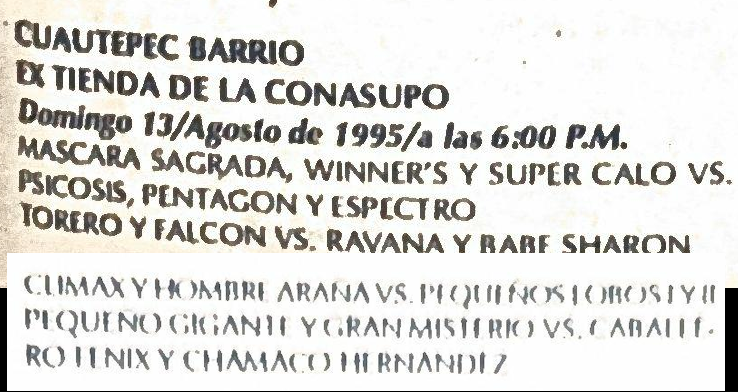 CUAUTEPEC BARRIO
EX TIENDA DE LA CONASUPO
Domingo 13/Agosto de 1995/a las 6:00 P.M.
MASCARA SAGRADA, WINNER'S Y SUPER CALO VS.
PSICOSIS, PENTAGON Y ESPECTRO
TORERO Y FALCON VS. RAVANA Y BABE SHARON
CLIMAX Y HOMBRE ARAÑA VS. PEQUEÑOS LOBOS I Y II
PEQUEÑO GIGANTE Y GRAN MISTERIO VS. CABALLE-
RO FENIX Y CHAMACO HERNANDEZ